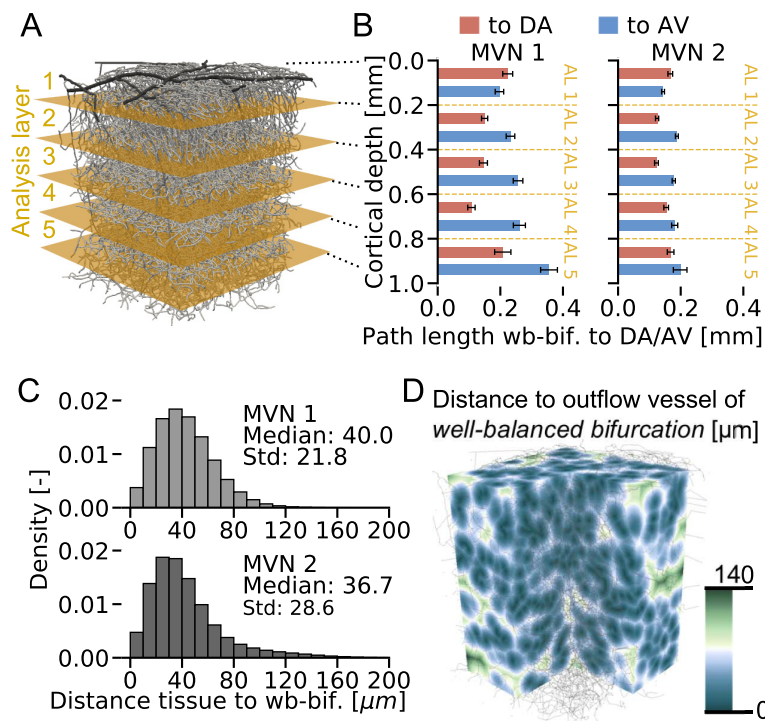 A
Analysis layer
1
2
3
4
5
B
to DA
to AV
MVN 1
MVN 2
Cortical depth [mm]
0.0
0.2
0.4
0.6
0.8
1.0
AL 1
AL 2
AL 3
AL 4
AL 5
AL 1
AL 2
AL 3
AL 4
AL 5
0.0 0.2 0.4
0.0 0.2 0.4
Path length wb-bif. to DA/AV [mm]
C
Density [-]
0.02
0.01
0.00
MVN 1
Median: 40.0
Std: 21.8
0 40 80 120 160 200
0.02
0.01
0.00
MVN 2
Median: 36.7
Std: 28.6
0 40 80 120 160 200
Distance tissue to wb-bif. [μm]
D
Distance to outflow vessel of
well-balanced bifurcation [μm]
140
0